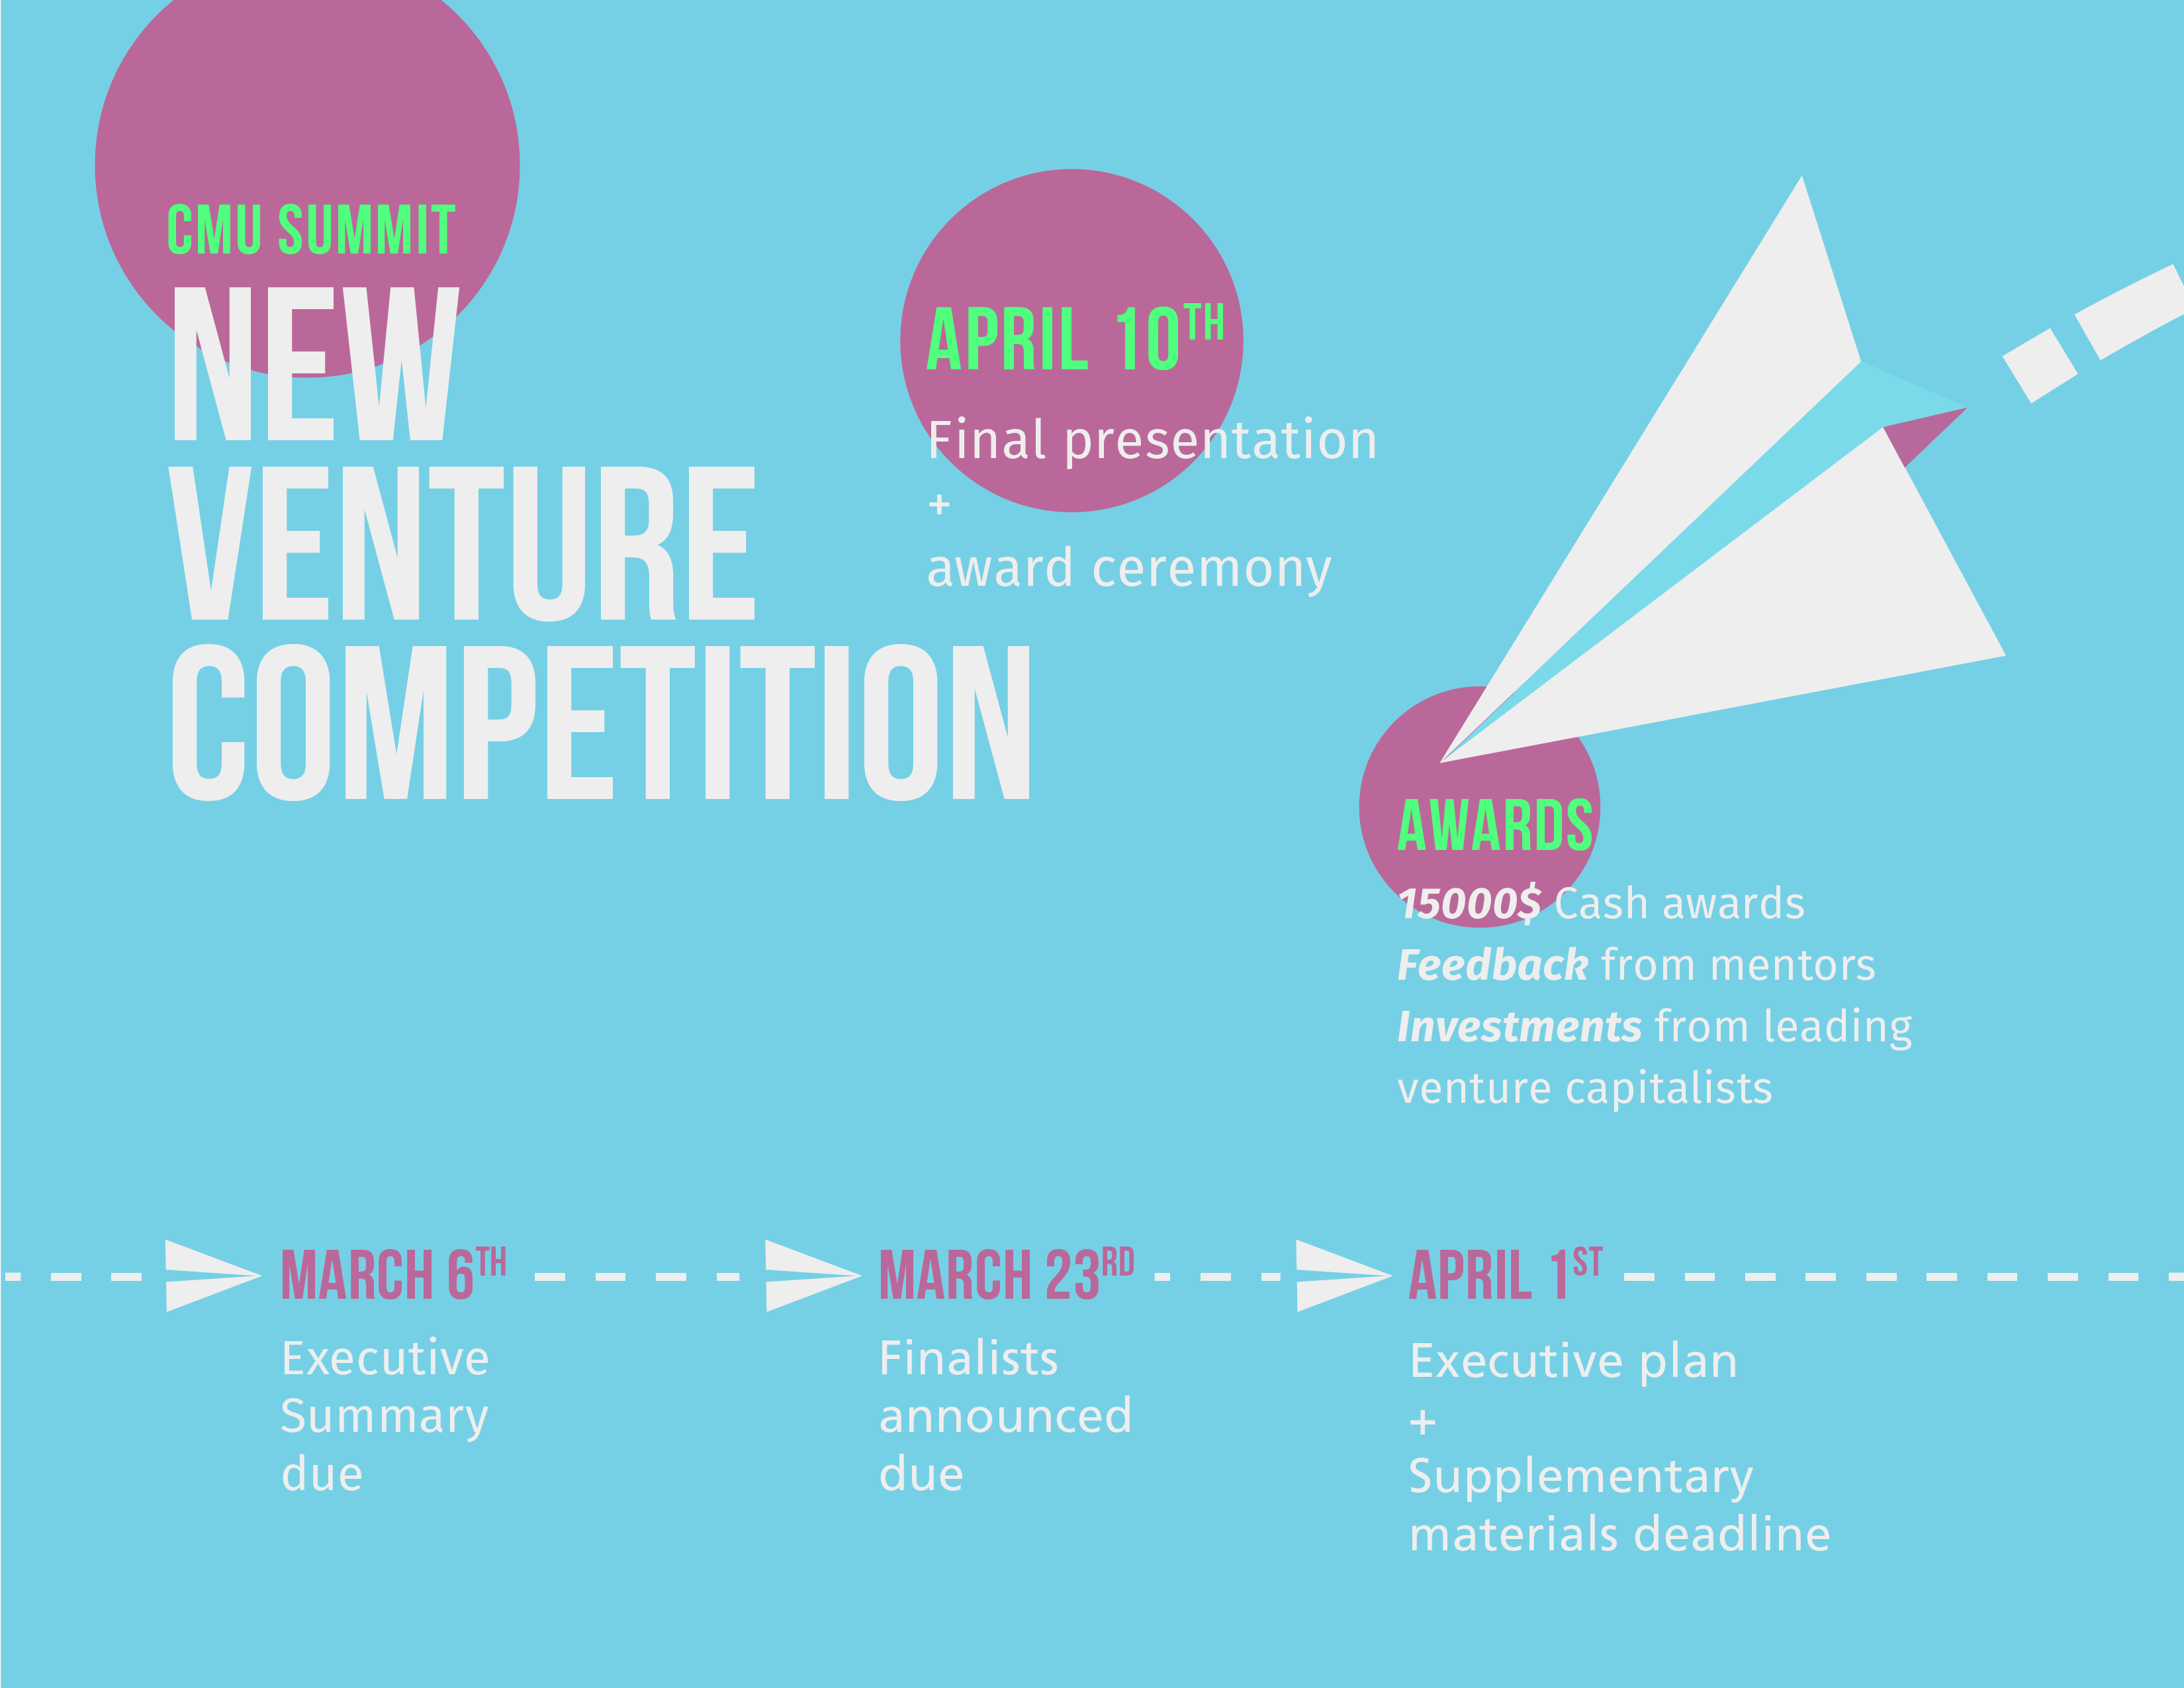 CMU SUMMIT
NEW
VENTURE
COMPETITION
APRIL 10TH
Final presentation
+
award ceremony
AWARDS
15000$ Cash awards
Feedback from mentors
Investments from leading
venture capitalists
MARCH 6TH
Executive
Summary
due
MARCH 23RD
Finalists
announced
due
APRIL 1ST
Executive plan
+
Supplementary
materials deadline